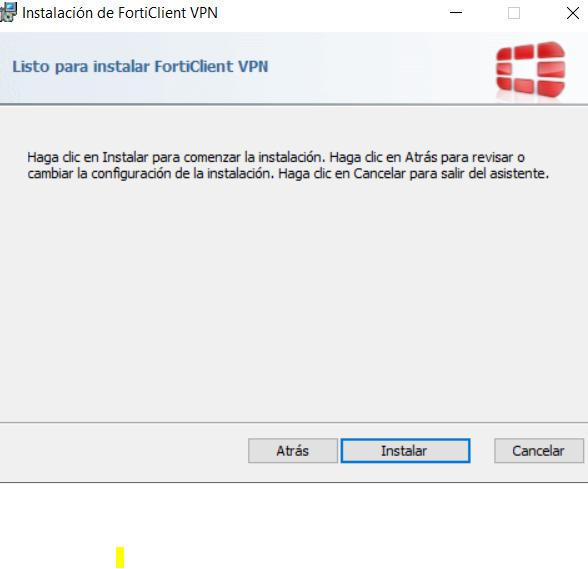 Instalación de FortiClient VPN
Listo para instalar FortiClient VPN
Haga clic en Instalar para comenzar la instalación. Haga clic en Atrás para revisar o
cambiar la configuración de la instalación. Haga clic en Cancelar para salir del asistente.
Atrás
Instalar
Cancelar